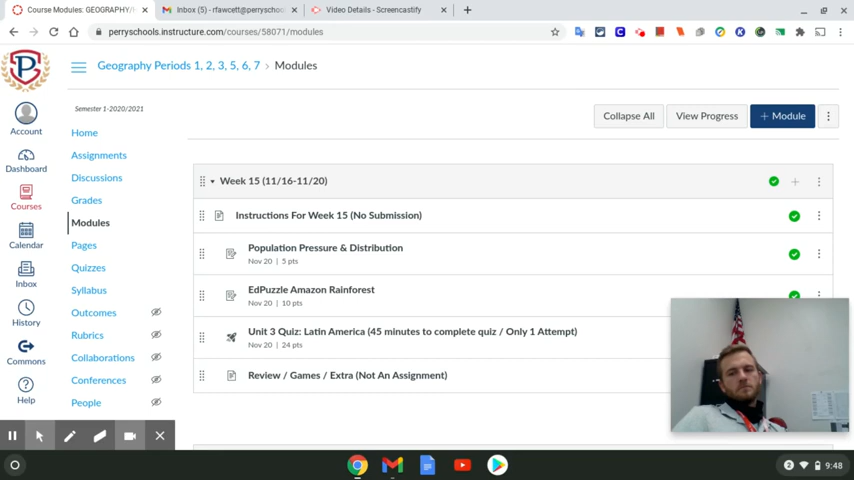 Course Modules: GEOGRAPHY/H
Inbox (5) - rfawcett@perryschools
Video Details - Screencastify
perryschools.instructure.com/courses/58071/modules
Geography Periods 1, 2, 3, 5, 6, 7 > Modules
Semester 1-2020/2021
Collapse All
View Progress
+ Module
Account
Dashboard
Courses
Calendar
Inbox
History
Commons
Help
Home
Assignments
Discussions
Grades
Modules
Pages
Quizzes
Syllabus
Outcomes
Rubrics
Collaborations
Conferences
People
Week 15 (11/16-11/20)
Instructions For Week 15 (No Submission)
Population Pressure & Distribution
Nov 20 | 5 pts
EdPuzzle Amazon Rainforest
Nov 20 | 10 pts
Unit 3 Quiz: Latin America (45 minutes to complete quiz / Only 1 Attempt)
Nov 20 | 24 pts
Review / Games / Extra (Not An Assignment)
2
9:48